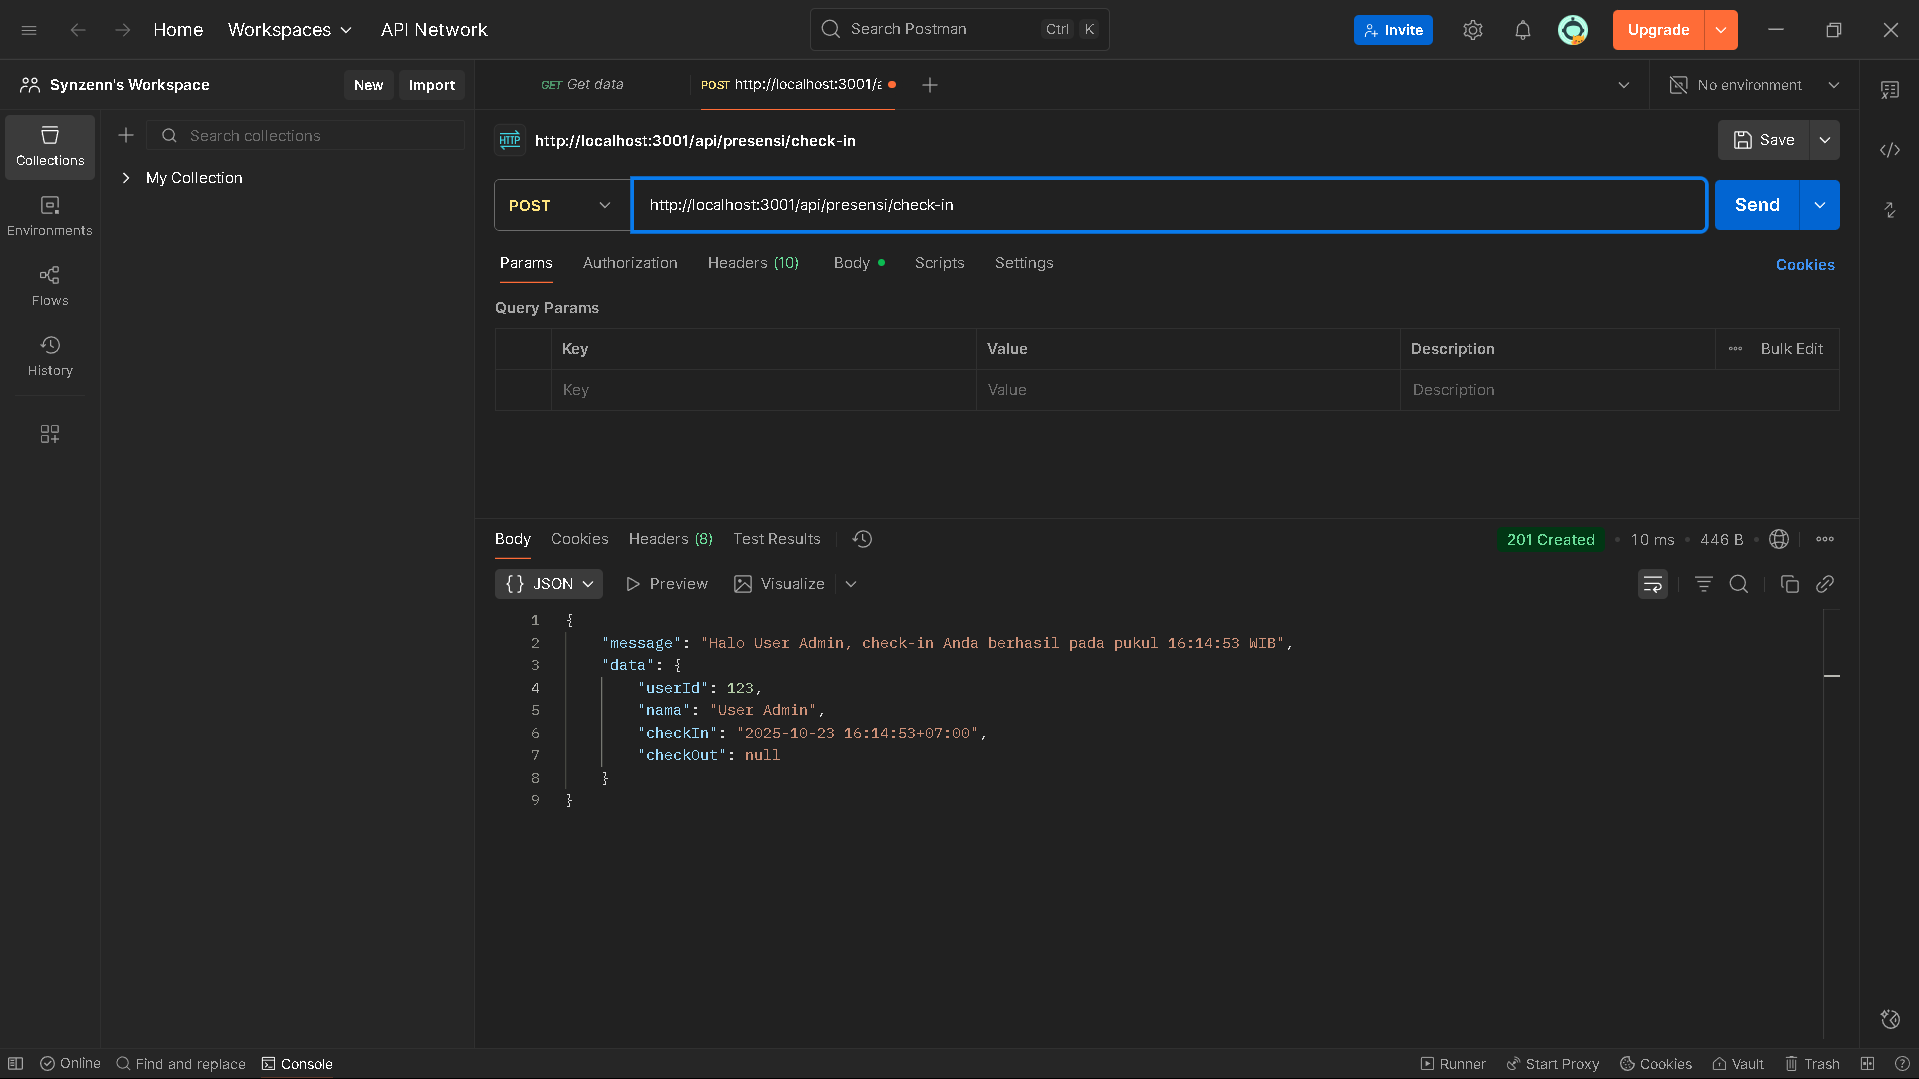 Home Workspaces API Network Search Postman Ctrl K Invite Upgrade
Synzenn's Workspace New Import GET Get data POST http://localhost:3001/a No environment
Collections
Search collections
My Collection
Environments
Flows
History
HTTP http://localhost:3001/api/presensi/check-in Save
POST http://localhost:3001/api/presensi/check-in Send
Params Authorization Headers (10) Body Scripts Settings Cookies
Query Params
Key Value Description Bulk Edit
Key Value Description
Body Cookies Headers (8) Test Results 201 Created 10 ms 446 B
{} JSON Preview Visualize
1 {
2 "message": "Halo User Admin, check-in Anda berhasil pada pukul 16:14:53 WIB",
3 "data": {
4 "userId": 123,
5 "nama": "User Admin",
6 "checkIn": "2025-10-23 16:14:53+07:00",
7 "checkOut": null
8 }
9 }
Online Find and replace Console Runner Start Proxy Cookies Vault Trash